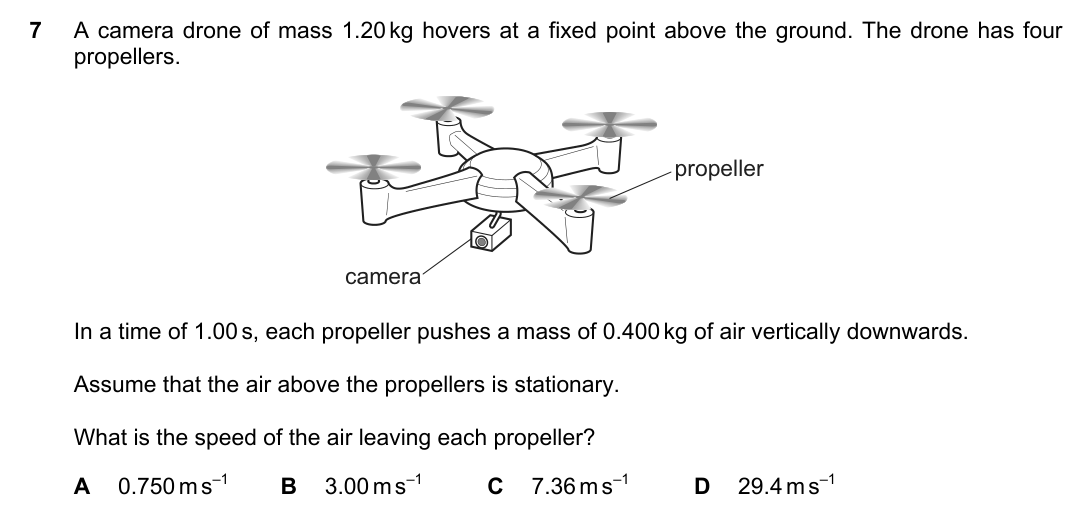 7 A camera drone of mass 1.20 kg hovers at a fixed point above the ground. The drone has four
propellers.
propeller
camera
In a time of 1.00 s, each propeller pushes a mass of 0.400 kg of air vertically downwards.
Assume that the air above the propellers is stationary.
What is the speed of the air leaving each propeller?
A 0.750 m s⁻¹ B 3.00 m s⁻¹ C 7.36 m s⁻¹ D 29.4 m s⁻¹